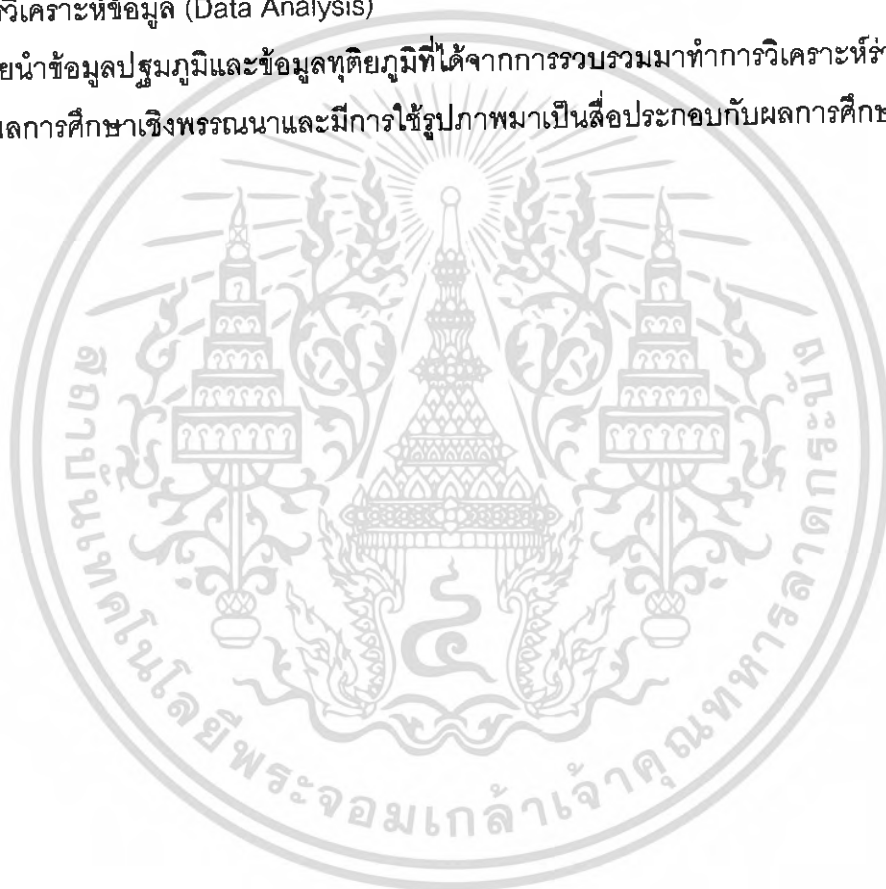 รวิเคราะห์ข้อมูล (Data Analysis)
ยนำข้อมูลปฐมภูมิและข้อมูลทุติยภูมิที่ได้จากการรวบรวมมาทำการวิเคราะห์ร่
ผลการศึกษาเชิงพรรณนาและมีการใช้รูปภาพมาเป็นสื่อประกอบกับผลการศึกษ
สถาบันเทคโนโลยีพระจอมเกล้าเจ้าคุณทหารลาดกระบัง
๔